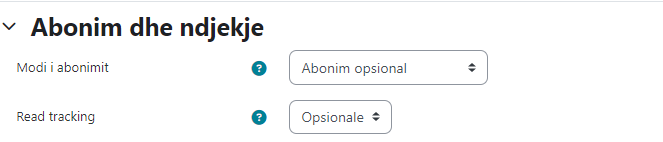 Abonim dhe ndjekje
Modi i abonimit ? Abonim opsional
Read tracking ? Opsionale